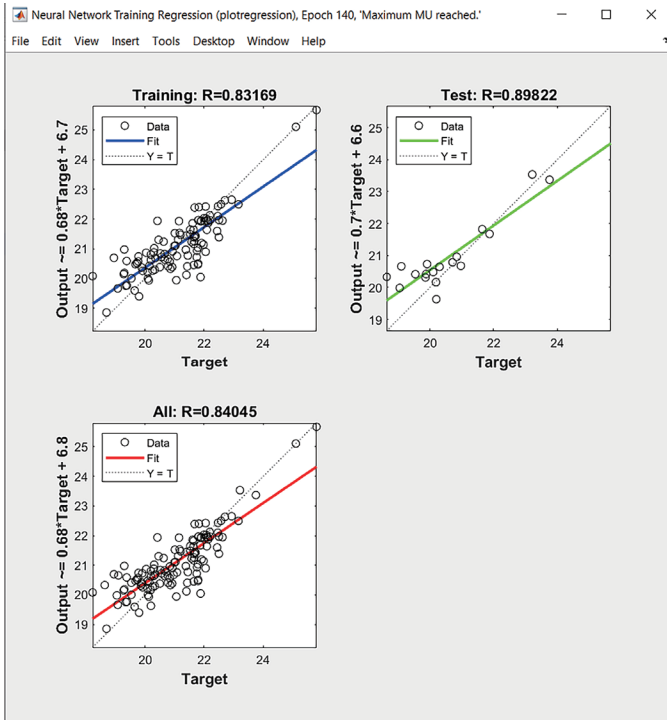 Neural Network Training Regression (plotregression), Epoch 140, 'Maximum MU reached.'
File Edit View Insert Tools Desktop Window Help
Training: R=0.83169
Output ~= 0.68*Target + 6.7
Data
Fit
Y = T
25
24
23
22
21
20
19
20 22 24
Target
Test: R=0.89822
Output ~= 0.7*Target + 6.6
Data
Fit
Y = T
25
24
23
22
21
20
19
20 22 24
Target
All: R=0.84045
Output ~= 0.68*Target + 6.8
Data
Fit
Y = T
25
24
23
22
21
20
19
20 22 24
Target